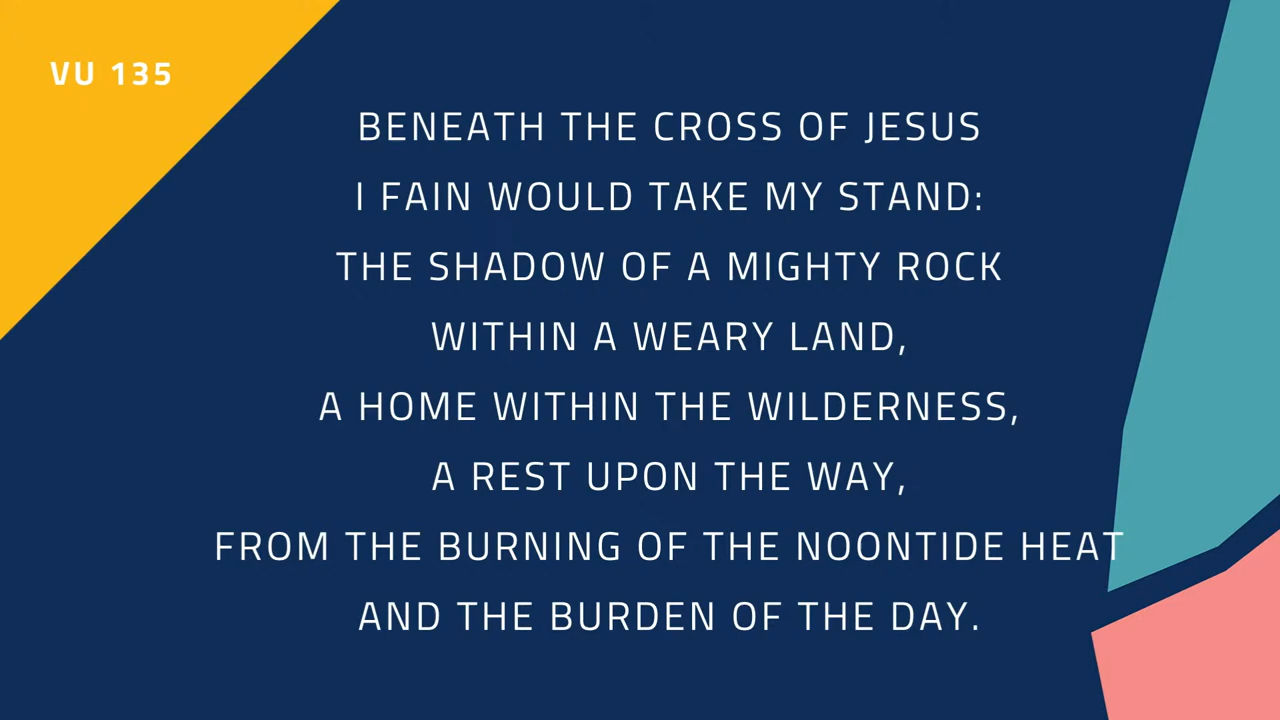 VU 135
BENEATH THE CROSS OF JESUS
I FAIN WOULD TAKE MY STAND:
THE SHADOW OF A MIGHTY ROCK
WITHIN A WEARY LAND,
A HOME WITHIN THE WILDERNESS,
A REST UPON THE WAY,
FROM THE BURNING OF THE NOONTIDE HEAT
AND THE BURDEN OF THE DAY.